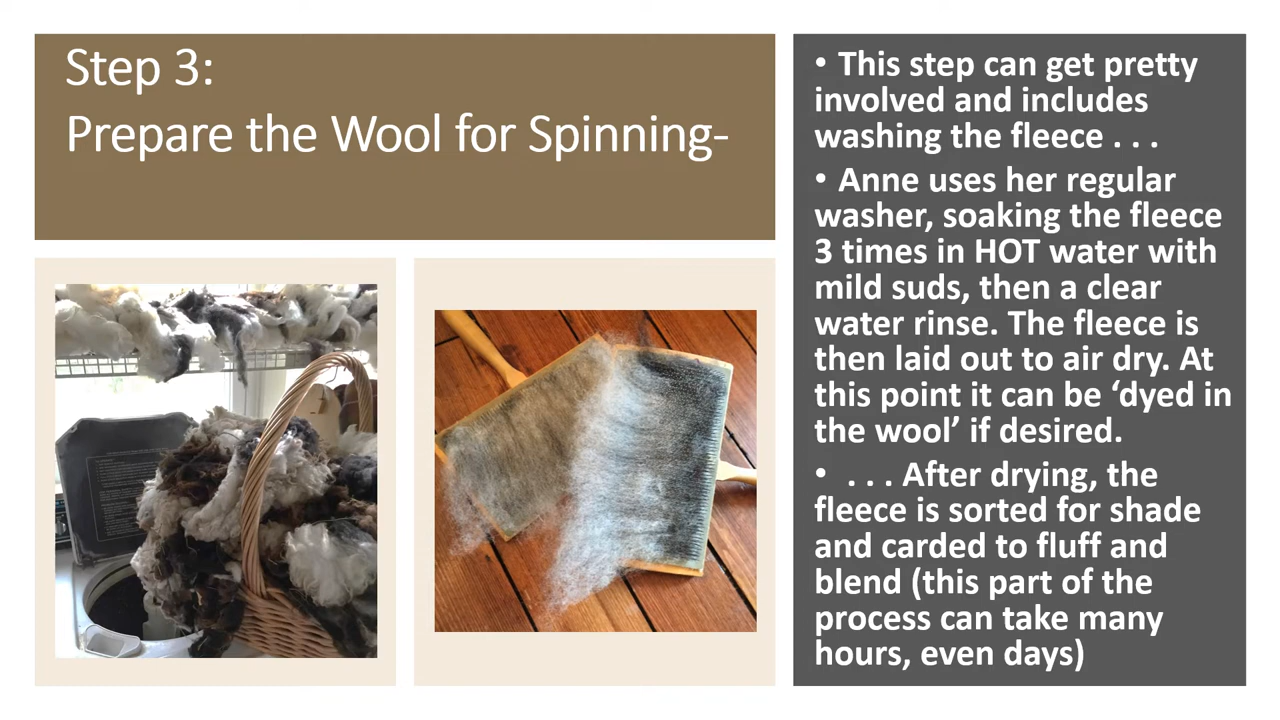 Step 3:
Prepare the Wool for Spinning-
• This step can get pretty
involved and includes
washing the fleece . . .
• Anne uses her regular
washer, soaking the fleece
3 times in HOT water with
mild suds, then a clear
water rinse. The fleece is
then laid out to air dry. At
this point it can be ‘dyed in
the wool’ if desired.
• . . . After drying, the
fleece is sorted for shade
and carded to fluff and
blend (this part of the
process can take many
hours, even days)